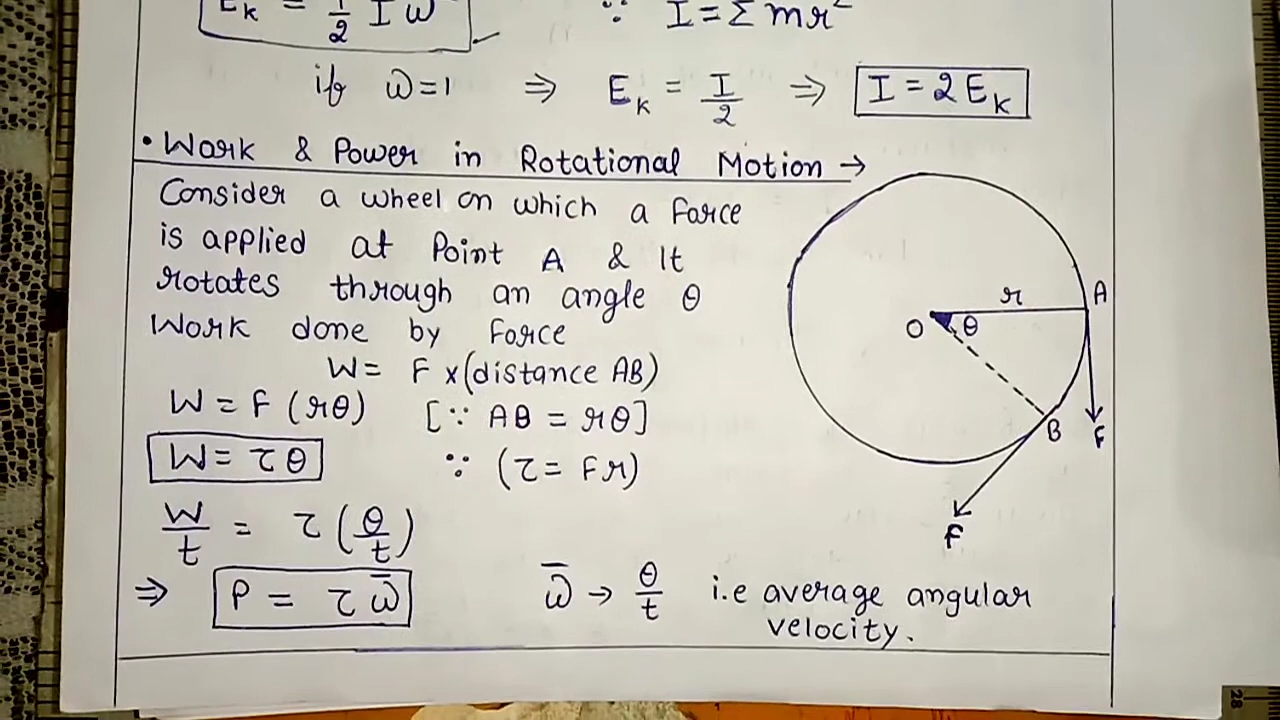 Ek = 1/2 I ω ∵ I = Σ mr²
if ω=1 ⇒ Ek = I/2 ⇒ I = 2Ek
• Work & Power in Rotational Motion →
Consider a wheel on which a force
is applied at Point A & It
rotates through an angle θ
Work done by force
W = F x (distance AB)
W = F (rθ) [∵ AB = rθ]
W = τθ ∵ (τ = Fr)
W/t = τ (θ/t)
⇒ P = τ ω̅ ω̅ → θ/t i.e average angular
velocity.
r A
O θ
B F
F
28